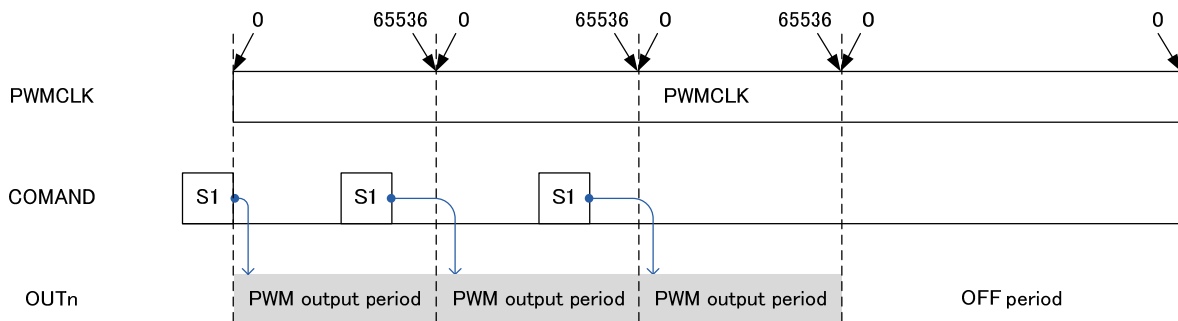 0 65536 0 65536 0 65536 0 0
PWMCLK PWMCLK
COMAND S1 S1 S1
OUTn PWM output period PWM output period PWM output period OFF period